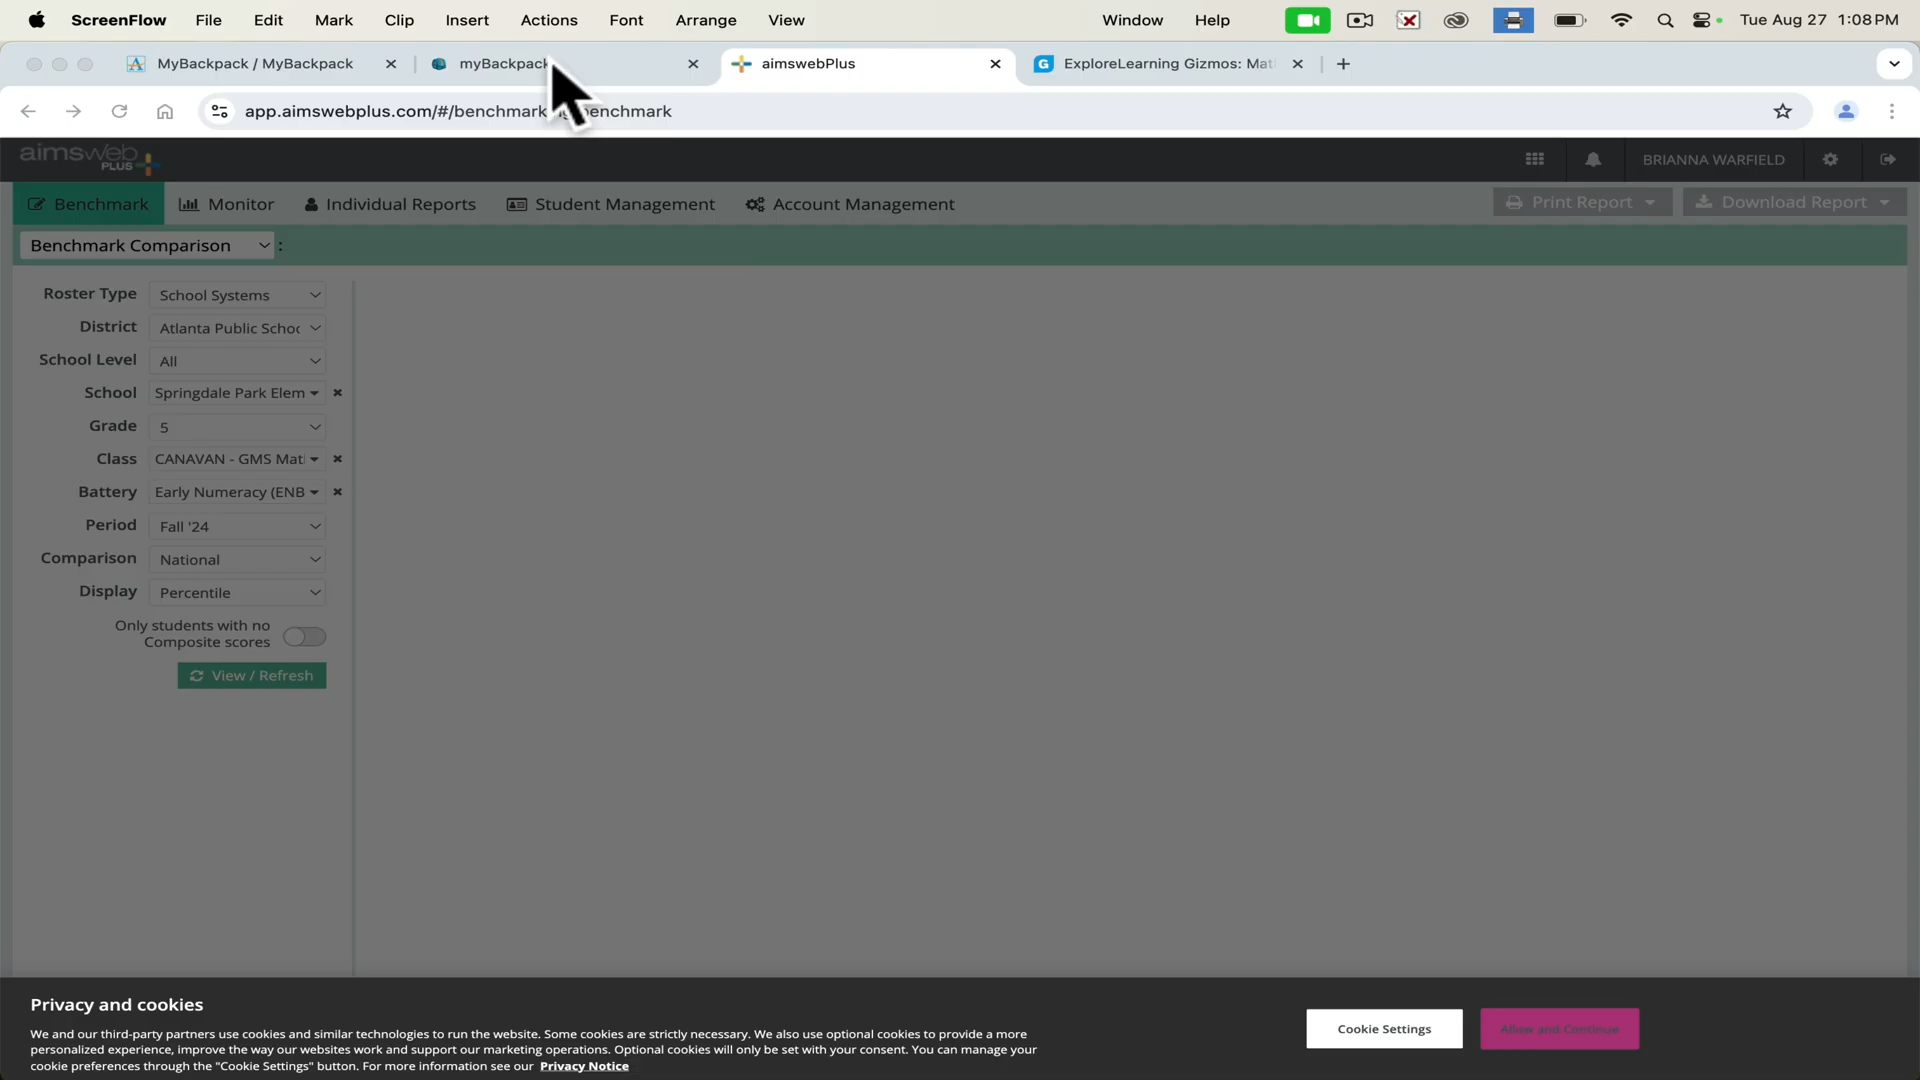 ScreenFlow File Edit Mark Clip Insert Actions Font Arrange View Window Help Tue Aug 27 1:08 PM
MyBackpack / MyBackpack myBackpack aimswebPlus G ExploreLearning Gizmos: Mat
app.aimswebplus.com/#/benchmark benchmark
aimsweb PLUS BRIANNA WARFIELD
Benchmark Monitor Individual Reports Student Management Account Management Print Report Download Report
Benchmark Comparison :
Roster Type School Systems
District Atlanta Public Schoo
School Level All
School Springdale Park Elem
Grade 5
Class CANAVAN - GMS Mat
Battery Early Numeracy (ENB
Period Fall '24
Comparison National
Display Percentile
Only students with no
Composite scores
View / Refresh
Privacy and cookies
We and our third-party partners use cookies and similar technologies to run the website. Some cookies are strictly necessary. We also use optional cookies to provide a more
personalized experience, improve the way our websites work and support our marketing operations. Optional cookies will only be set with your consent. You can manage your
cookie preferences through the "Cookie Settings" button. For more information see our Privacy Notice
Cookie Settings Allow and Continue